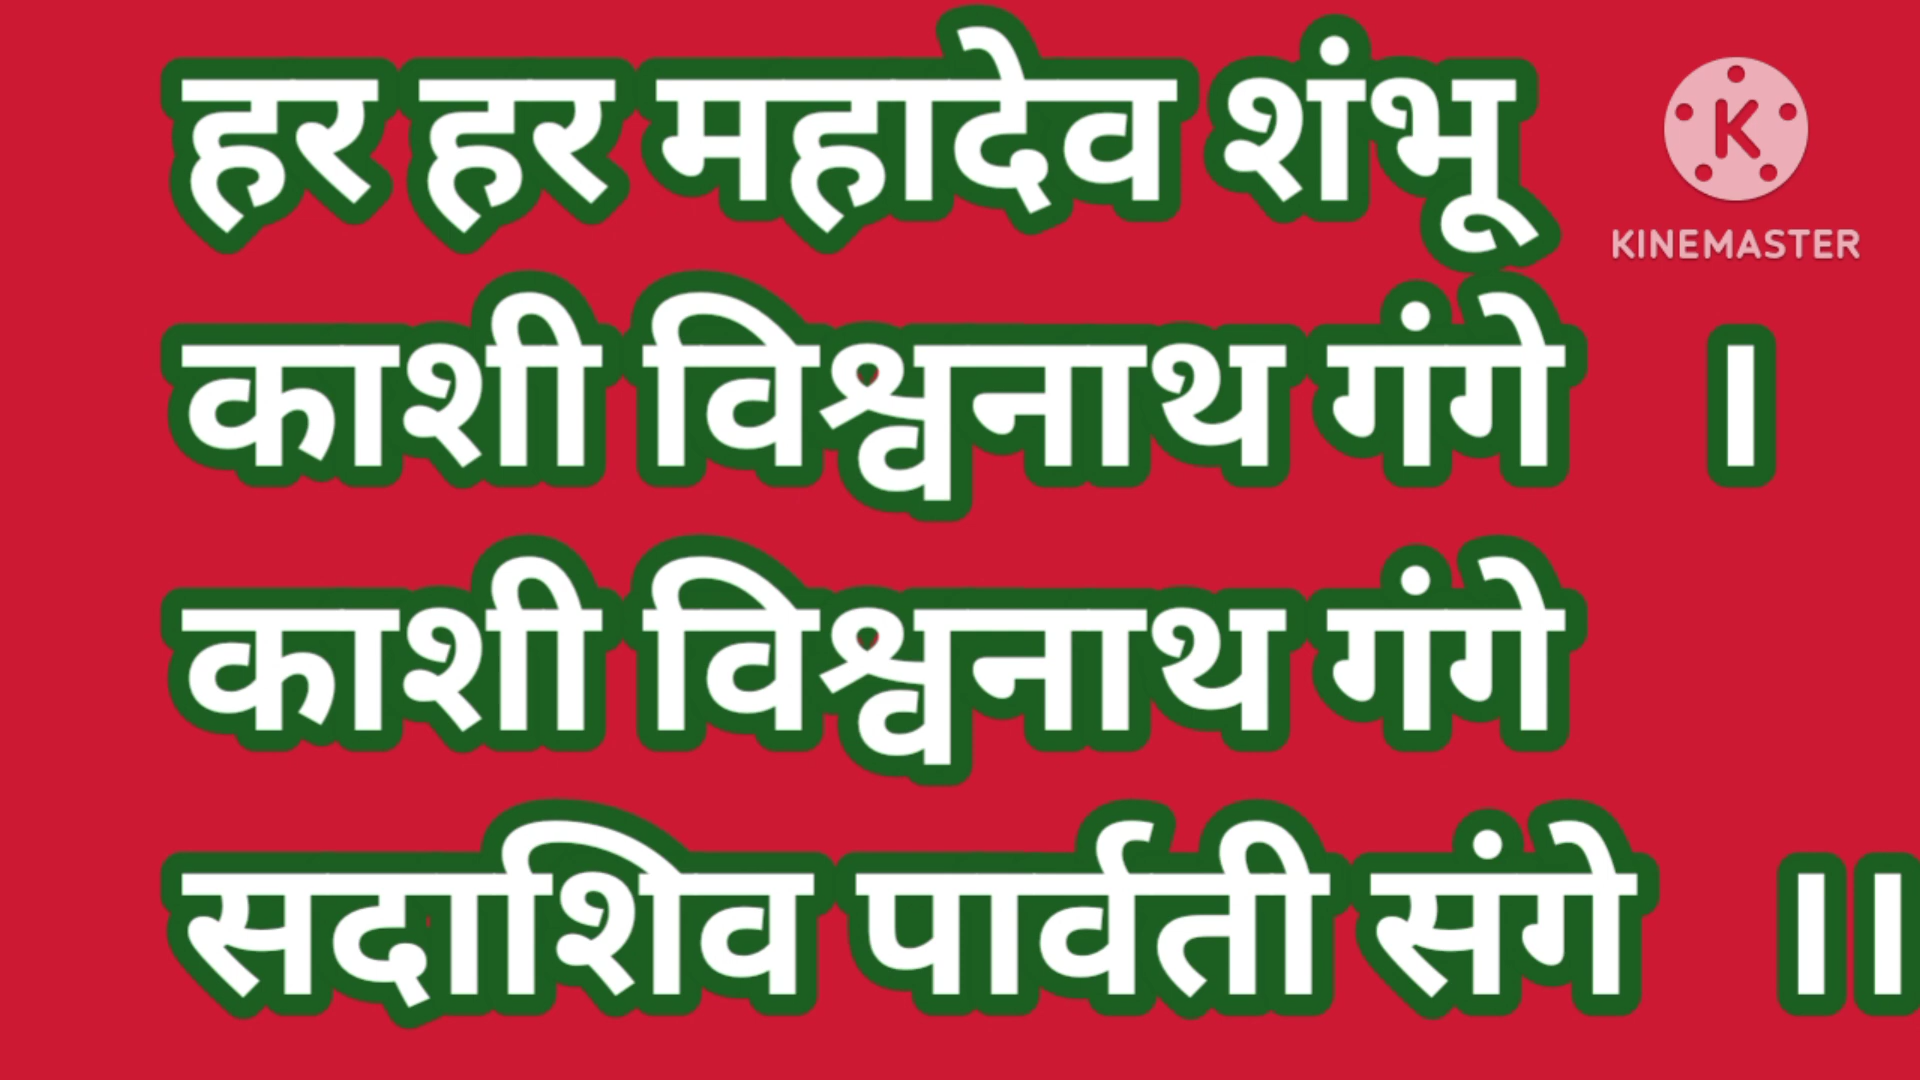 हर हर महादेव शंभू
काशी विश्वनाथ गंगे ।
काशी विश्वनाथ गंगे
सदाशिव पार्वती संगे ।।
K
KINEMASTER